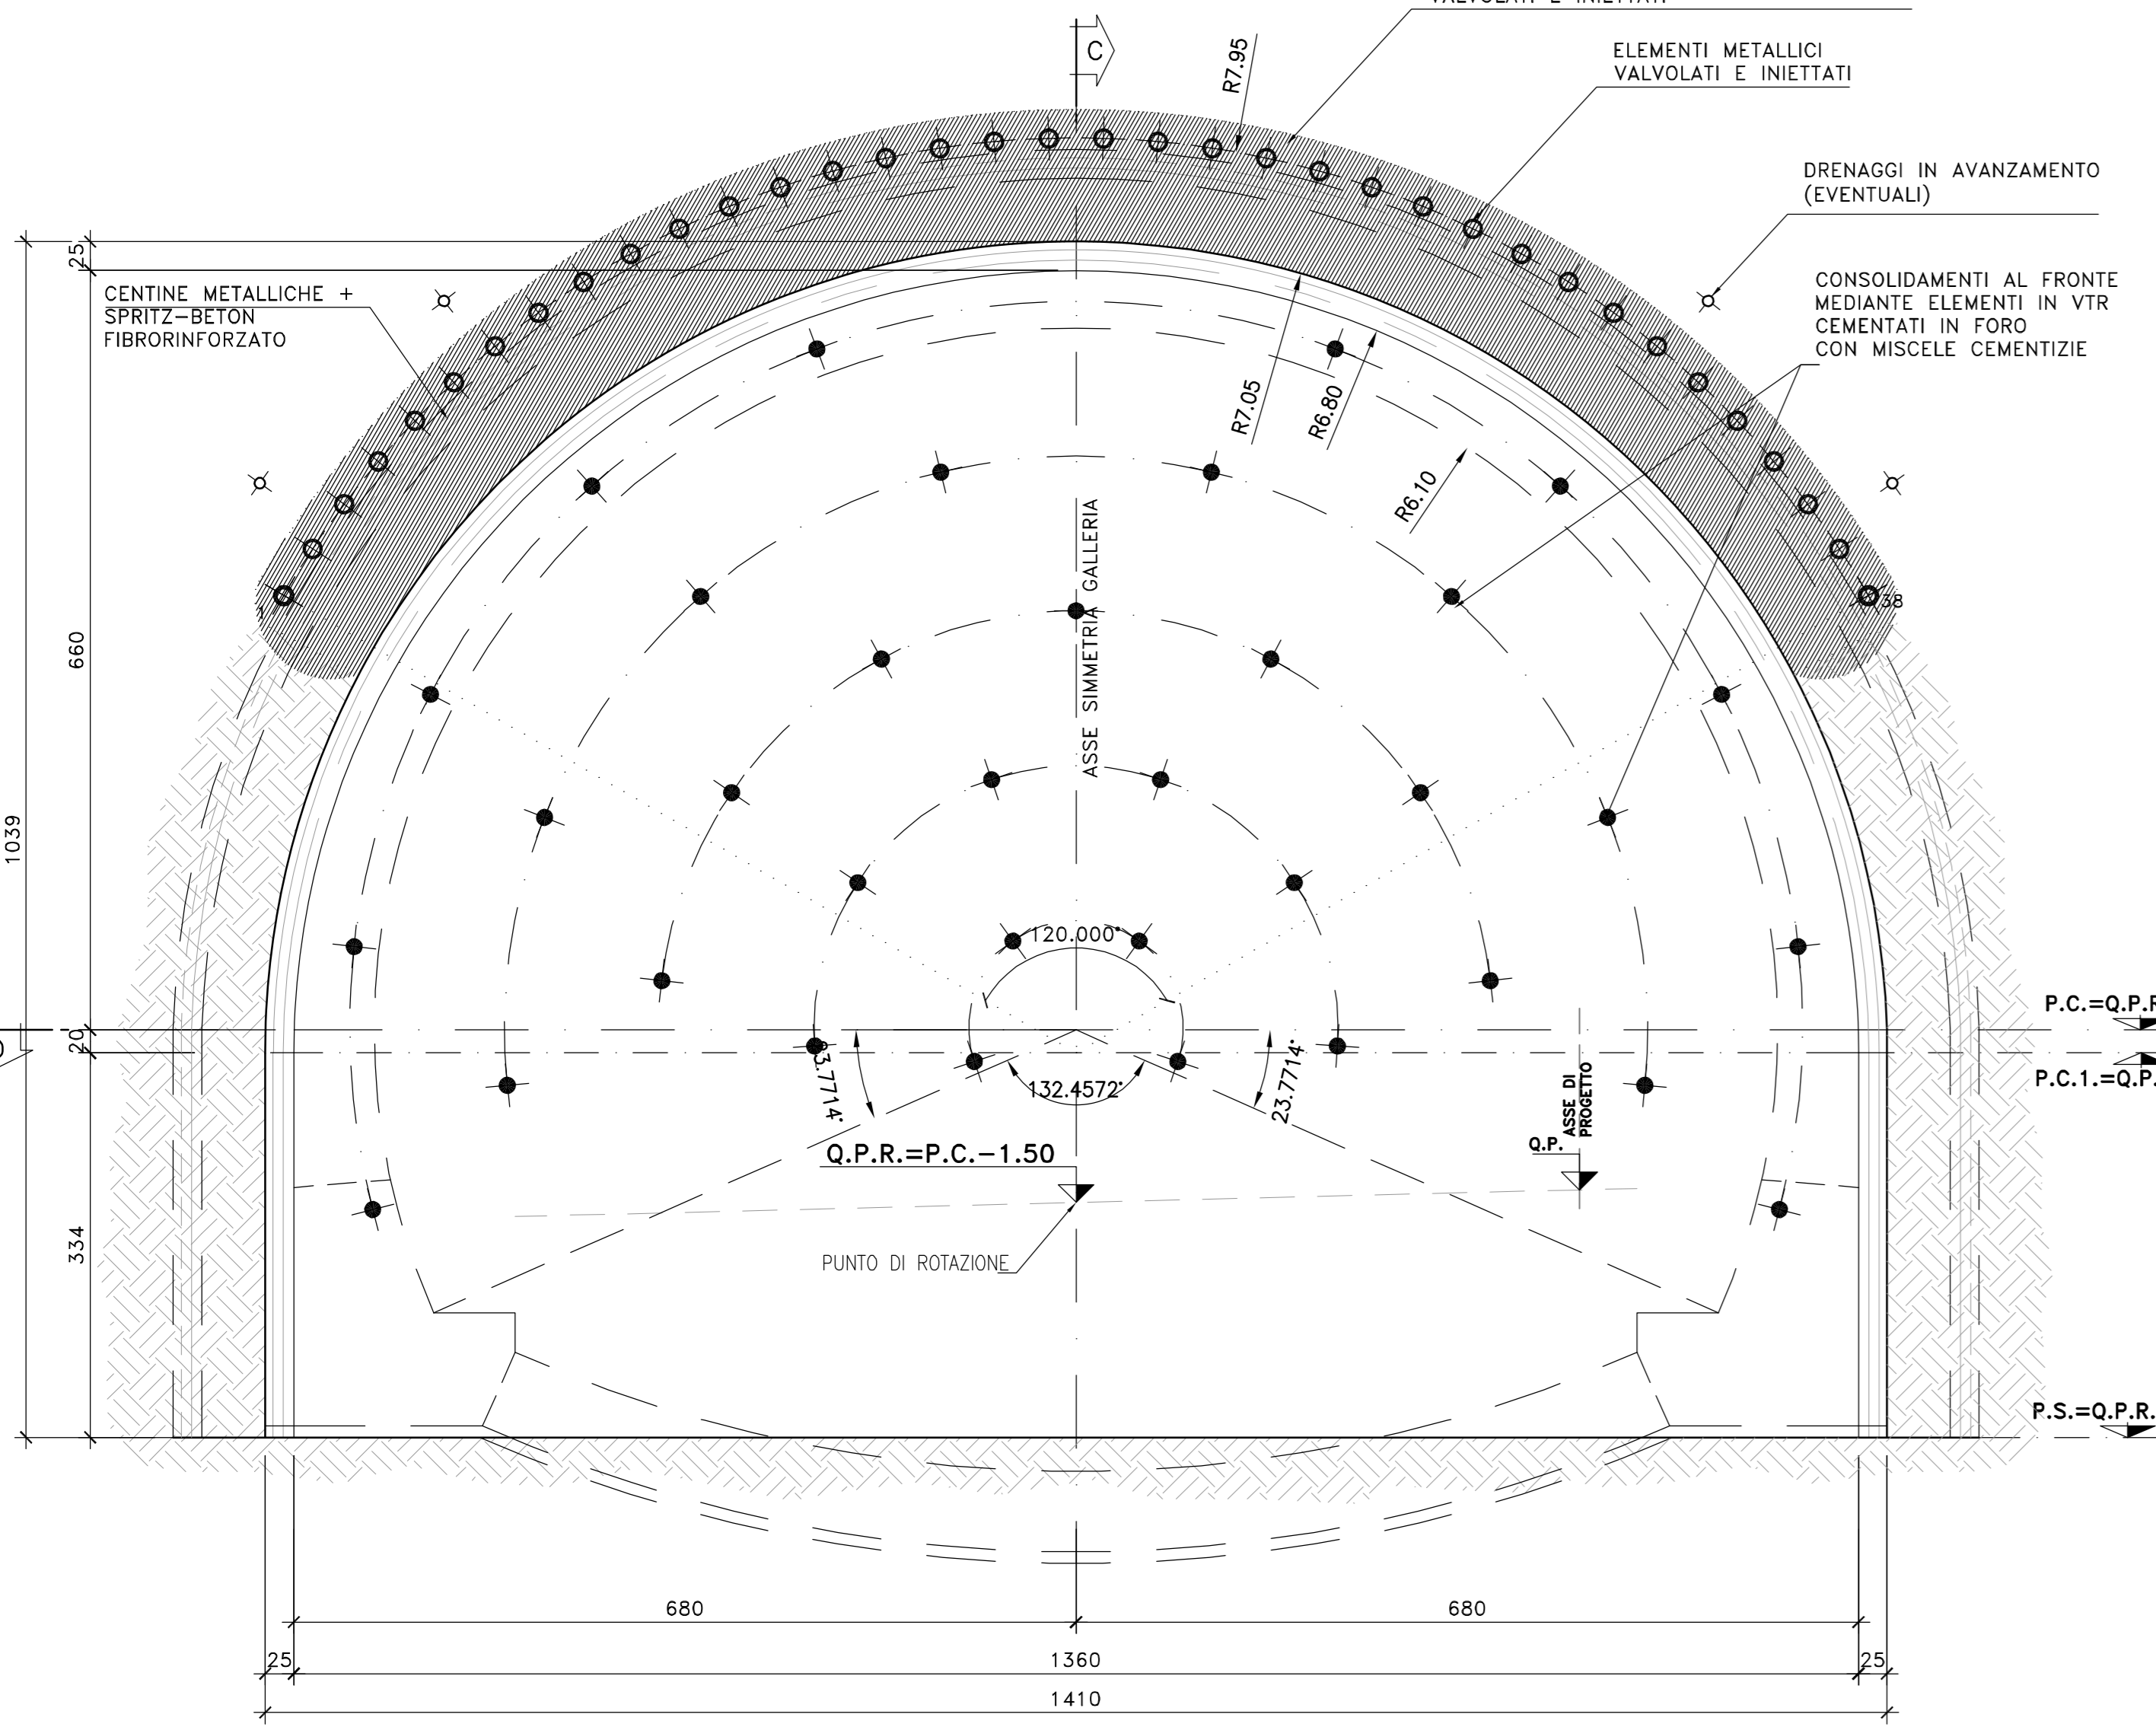 VALVOLATI E INIETTATI
C
R7.95
ELEMENTI METALLICI
VALVOLATI E INIETTATI
DRENAGGI IN AVANZAMENTO
(EVENTUALI)
CONSOLIDAMENTI AL FRONTE
MEDIANTE ELEMENTI IN VTR
CEMENTATI IN FORO
CON MISCELE CEMENTIZIE
25
CENTINE METALLICHE +
SPRITZ-BETON
FIBRORINFORZATO
R7.05
R6.80
R6.10
ASSE SIMMETRIA GALLERIA
1
38
660
1039
20
334
120.000°
132.4572°
23.7714°
23.7714°
P.C.=Q.P.R
P.C.1.=Q.P.
ASSE DI
PROGETTO
Q.P.
Q.P.R.=P.C.-1.50
PUNTO DI ROTAZIONE
P.S.=Q.P.R.
680
680
25
1360
25
1410